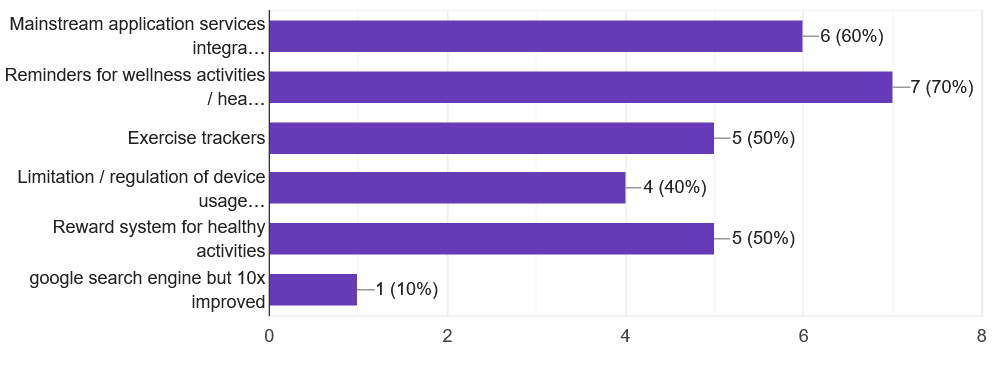 Mainstream application services
integra…
6 (60%)
Reminders for wellness activities
/ hea…
7 (70%)
Exercise trackers
5 (50%)
Limitation / regulation of device
usage…
4 (40%)
Reward system for healthy
activities
5 (50%)
google search engine but 10x
improved
1 (10%)
0 2 4 6 8